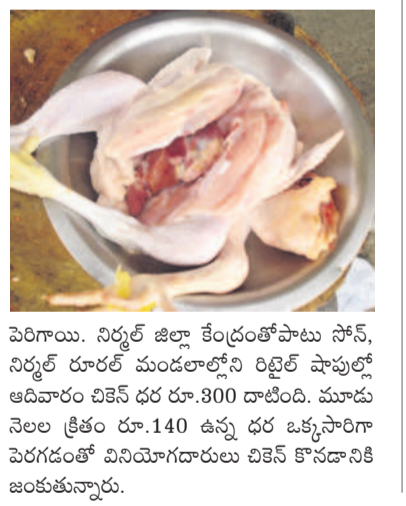 పెరిగాయి. నిర్మల్ జిల్లా కేంద్రంతోపాటు సోన్,
నిర్మల్ రూరల్ మండలాల్లోని రిటైల్ షాపుల్లో
ఆదివారం చికెన్ ధర రూ.300 దాటింది. మూడు
నెలల క్రితం రూ.140 ఉన్న ధర ఒక్కసారిగా
పెరగడంతో వినియోగదారులు చికెన్ కొనడానికి
జంకుతున్నారు.